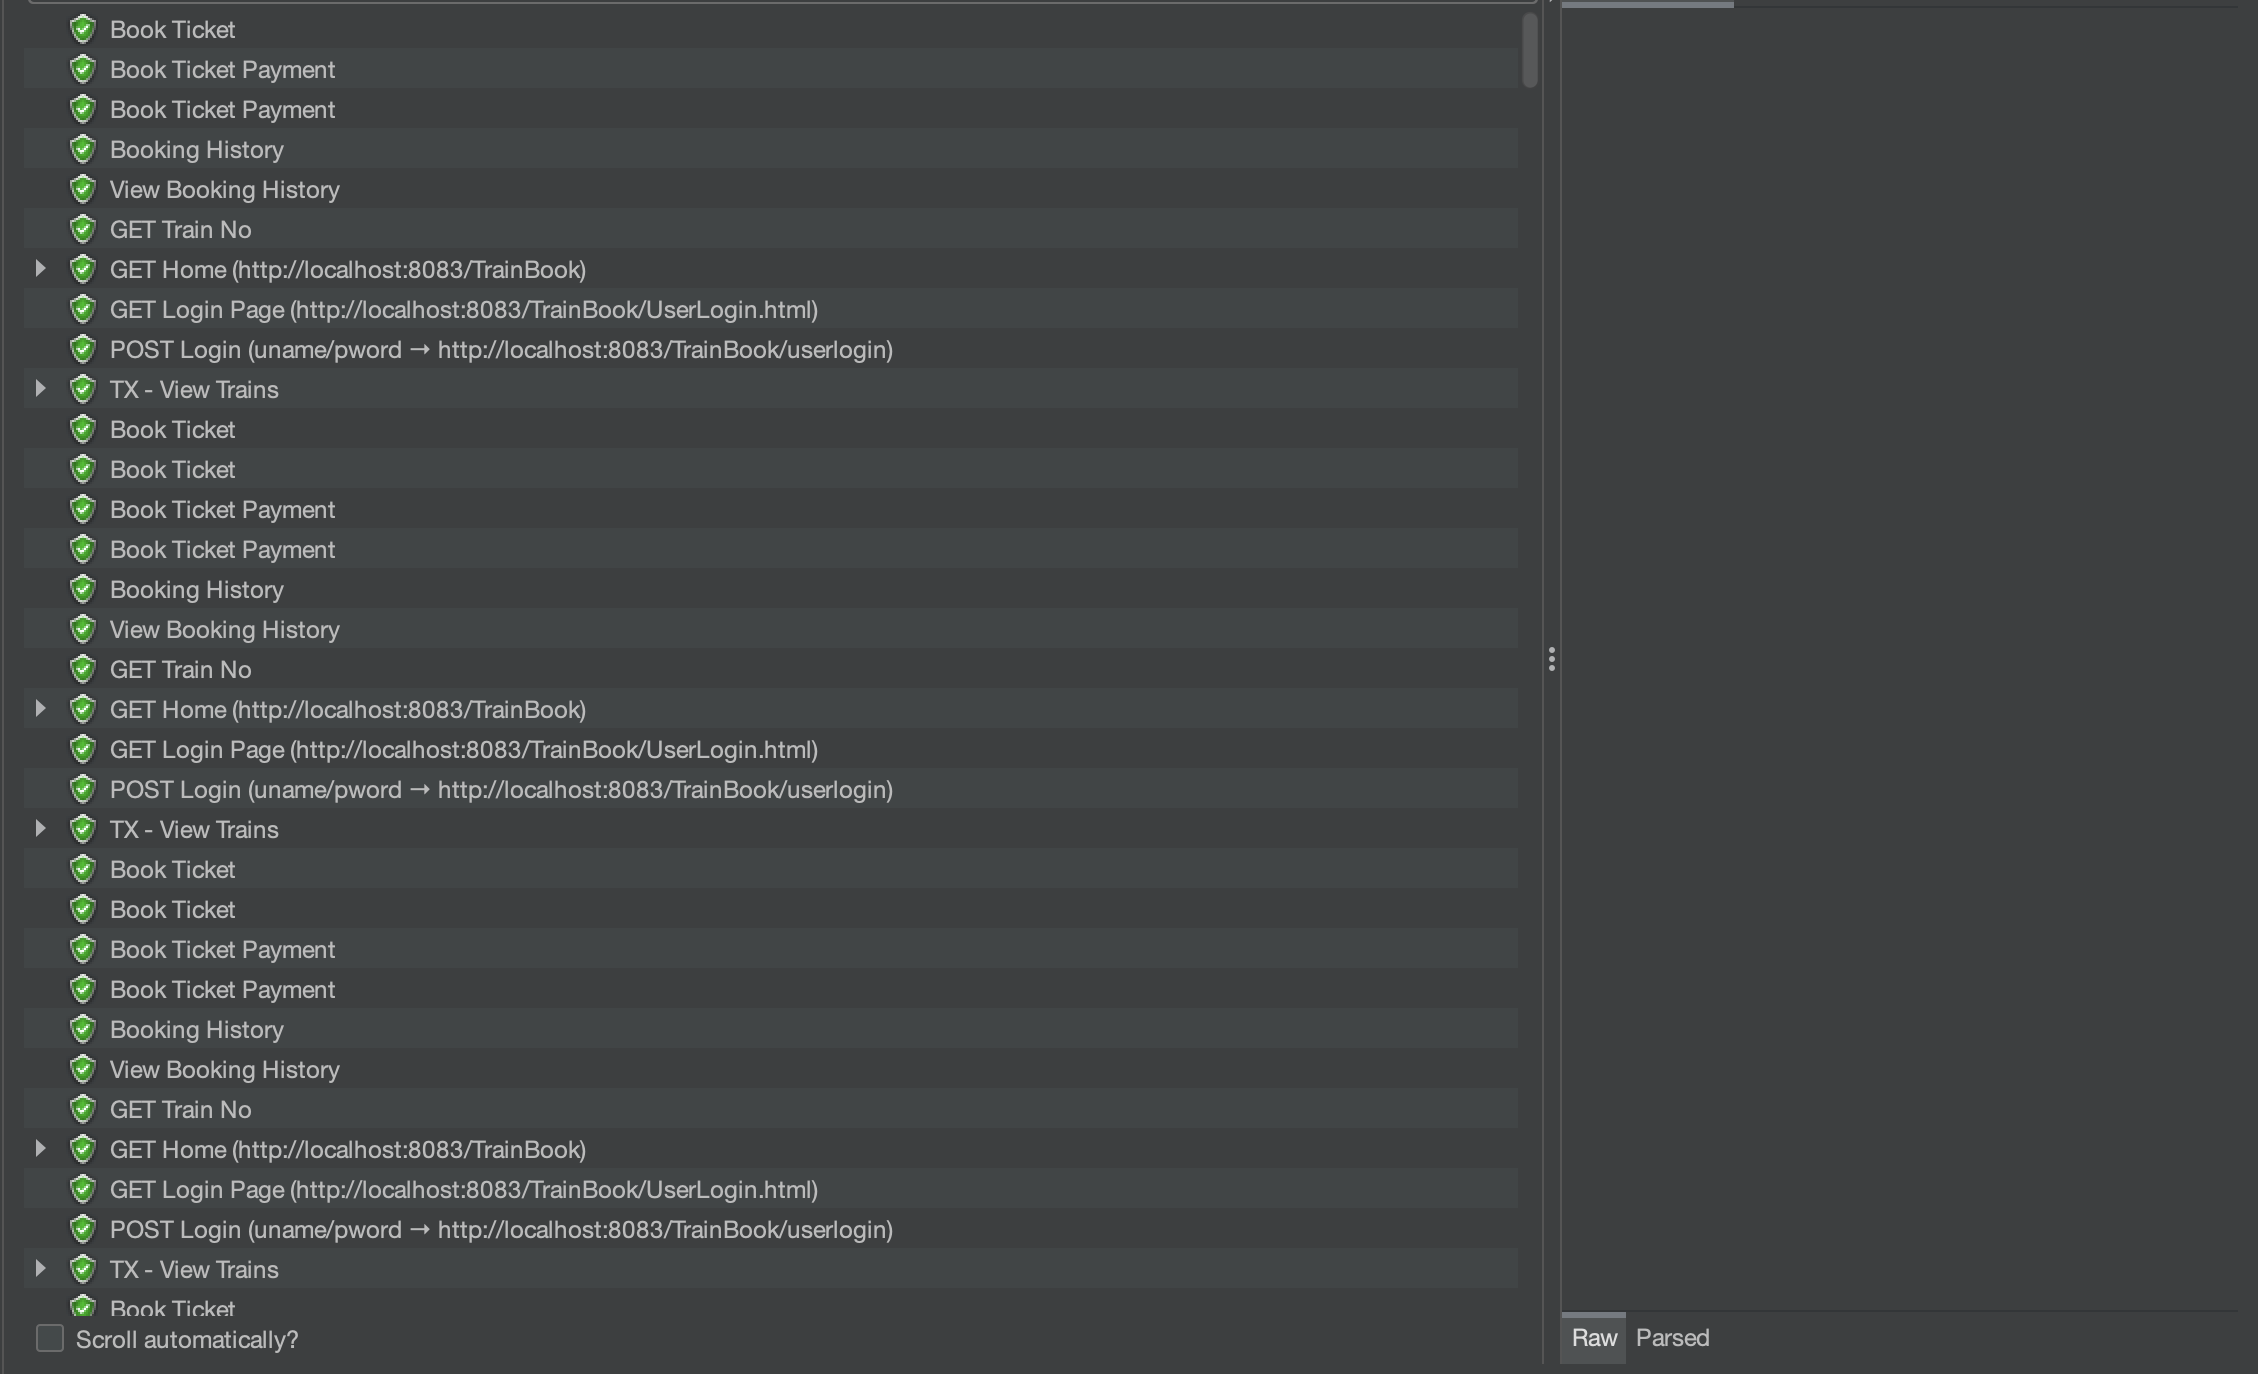 Book Ticket
Book Ticket Payment
Book Ticket Payment
Booking History
View Booking History
GET Train No
GET Home (http://localhost:8083/TrainBook)
GET Login Page (http://localhost:8083/TrainBook/UserLogin.html)
POST Login (uname/pword → http://localhost:8083/TrainBook/userlogin)
TX - View Trains
Book Ticket
Book Ticket
Book Ticket Payment
Book Ticket Payment
Booking History
View Booking History
GET Train No
GET Home (http://localhost:8083/TrainBook)
GET Login Page (http://localhost:8083/TrainBook/UserLogin.html)
POST Login (uname/pword → http://localhost:8083/TrainBook/userlogin)
TX - View Trains
Book Ticket
Book Ticket
Book Ticket Payment
Book Ticket Payment
Booking History
View Booking History
GET Train No
GET Home (http://localhost:8083/TrainBook)
GET Login Page (http://localhost:8083/TrainBook/UserLogin.html)
POST Login (uname/pword → http://localhost:8083/TrainBook/userlogin)
TX - View Trains
Book Ticket
Scroll automatically?
Raw Parsed